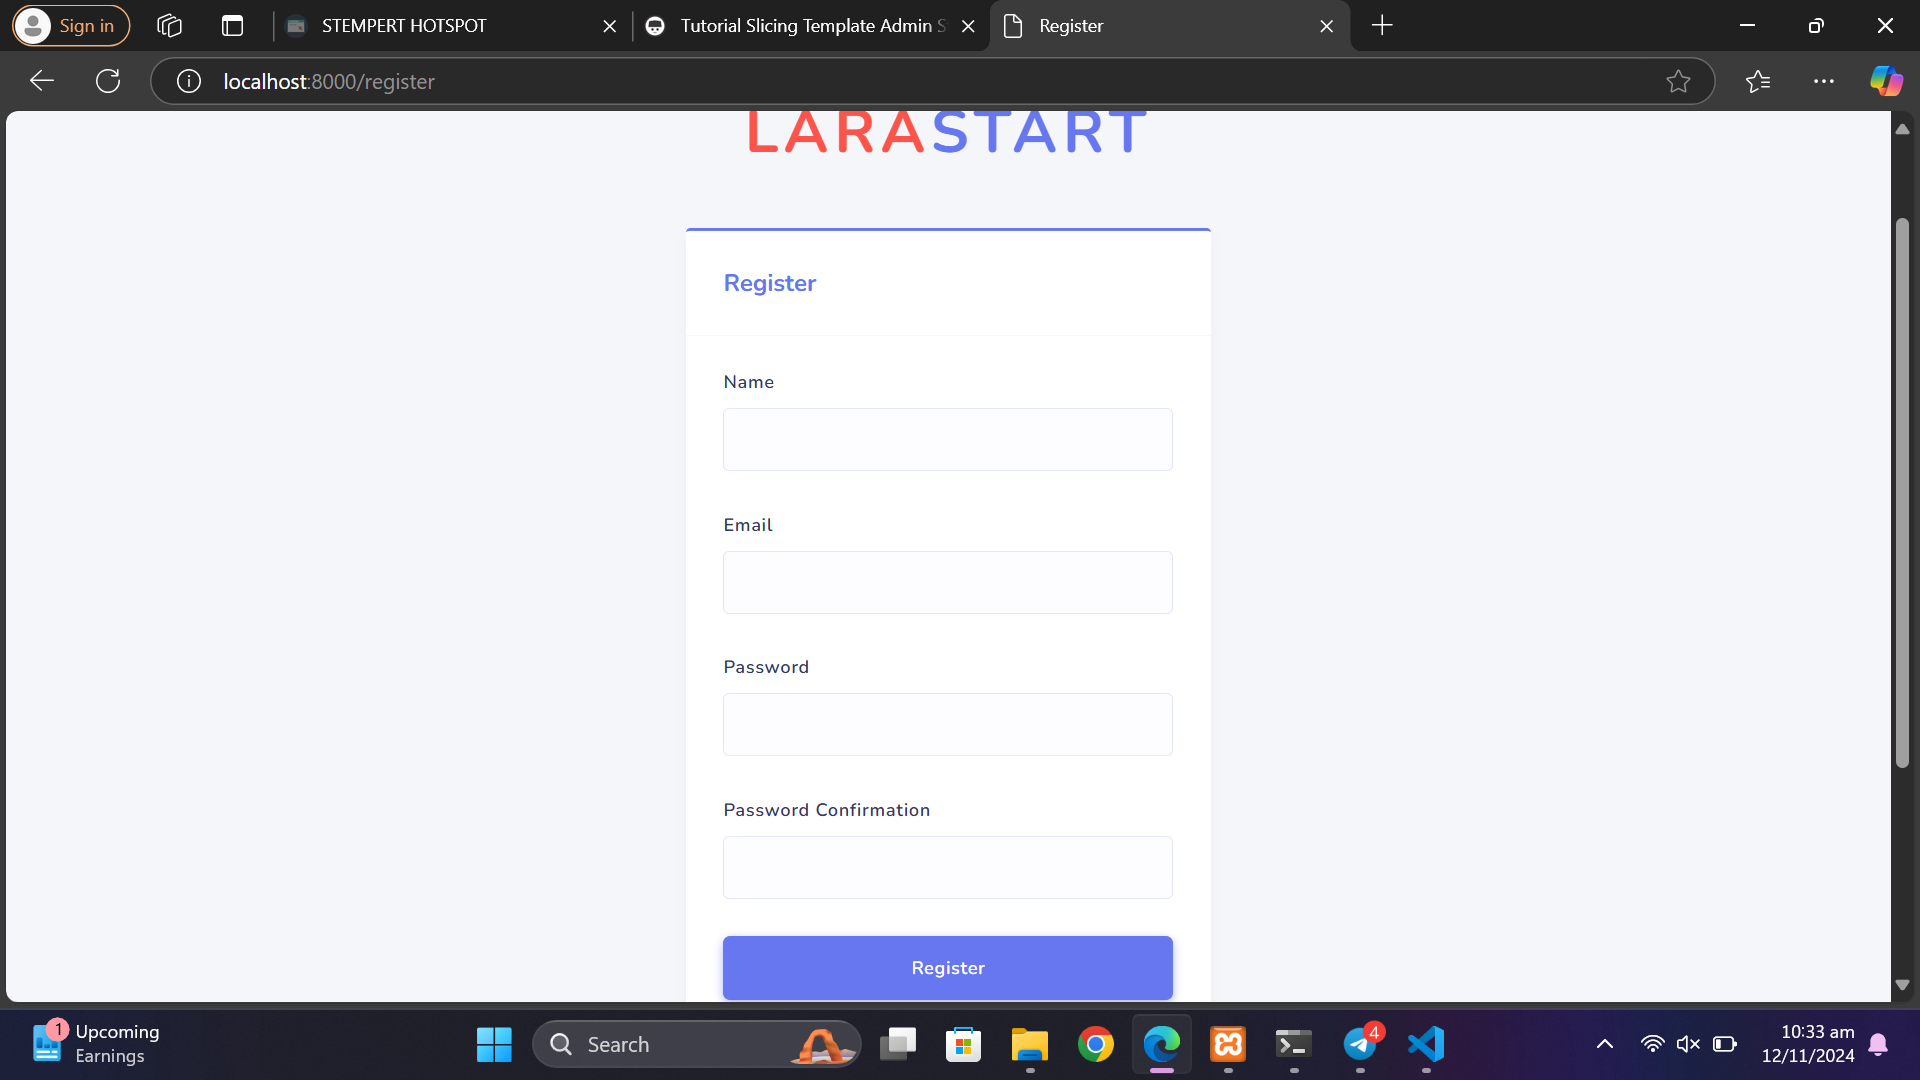 Sign in
STEMPERT HOTSPOT
Tutorial Slicing Template Admin S
Register
localhost:8000/register
LARASTART
Register
Name
Email
Password
Password Confirmation
Register
1
Upcoming
Earnings
Search
4
10:33 am
12/11/2024